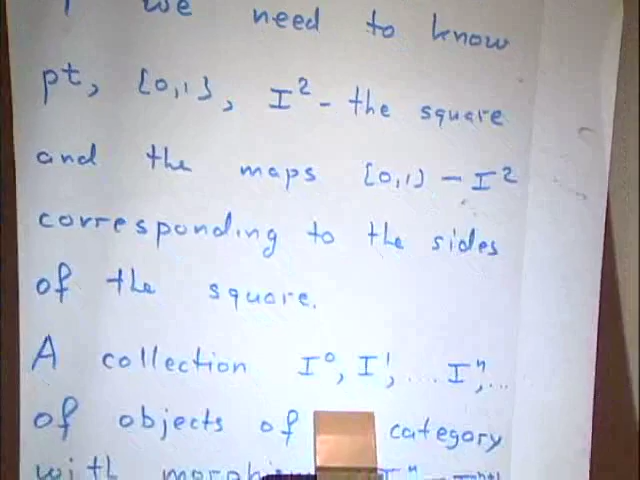 we need to know
pt, {0,1}, I² - the square
and the maps {0,1} - I²
corresponding to the sides
of the square.
A collection I⁰, I¹, ... Iⁿ, ...
of objects of category
with